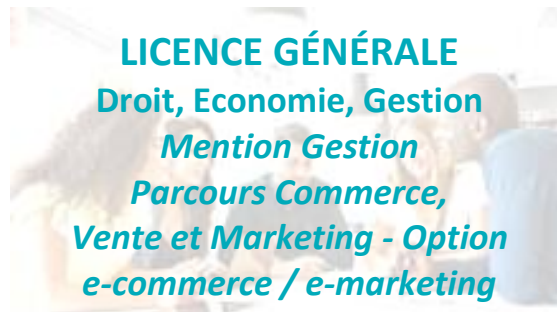 LICENCE GÉNÉRALE
Droit, Economie, Gestion
Mention Gestion
Parcours Commerce,
Vente et Marketing - Option
e-commerce / e-marketing